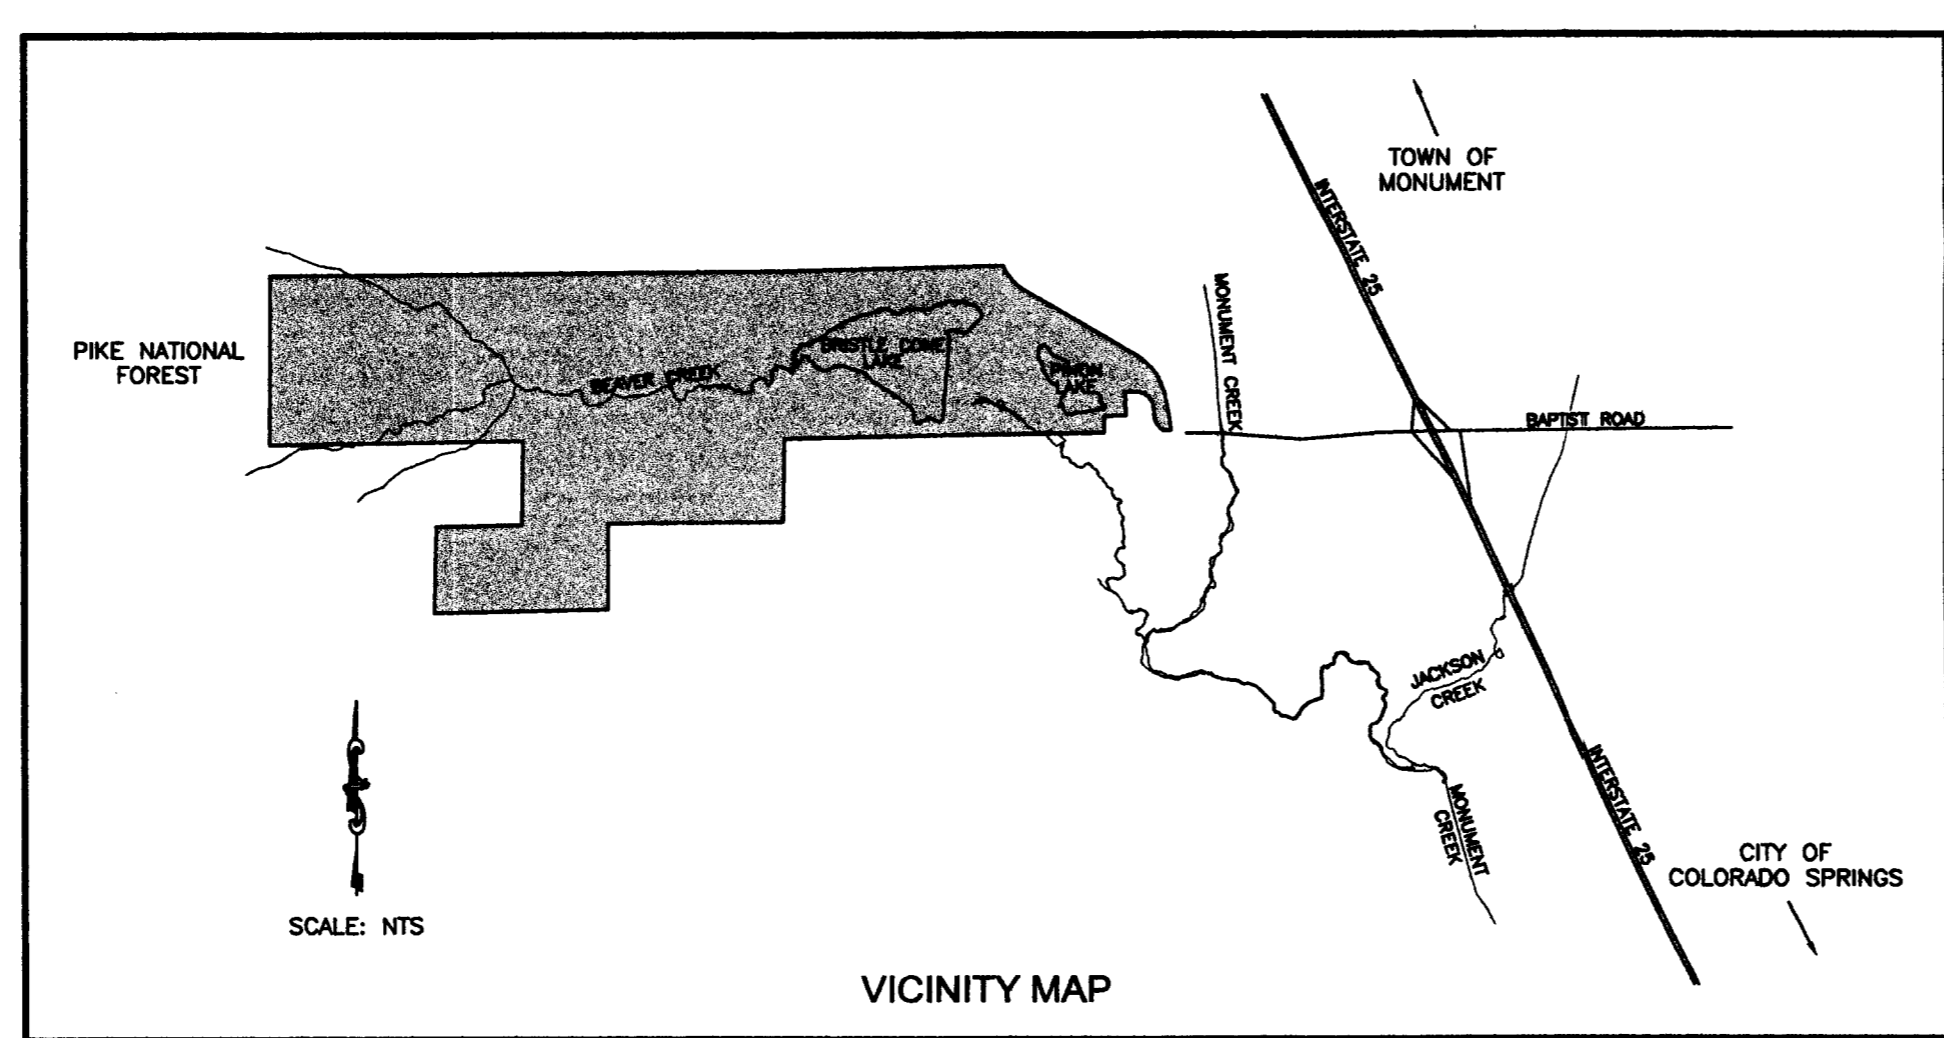 TOWN OF
MONUMENT
INTERSTATE 25
MONUMENT CREEK
PIKE NATIONAL
FOREST
BRISTLE CONE
LAKE
BEAVER CREEK
PINON
LAKE
BAPTIST ROAD
JACKSON
CREEK
INTERSTATE 25
MONUMENT
CREEK
CITY OF
COLORADO SPRINGS
SCALE: NTS
VICINITY MAP